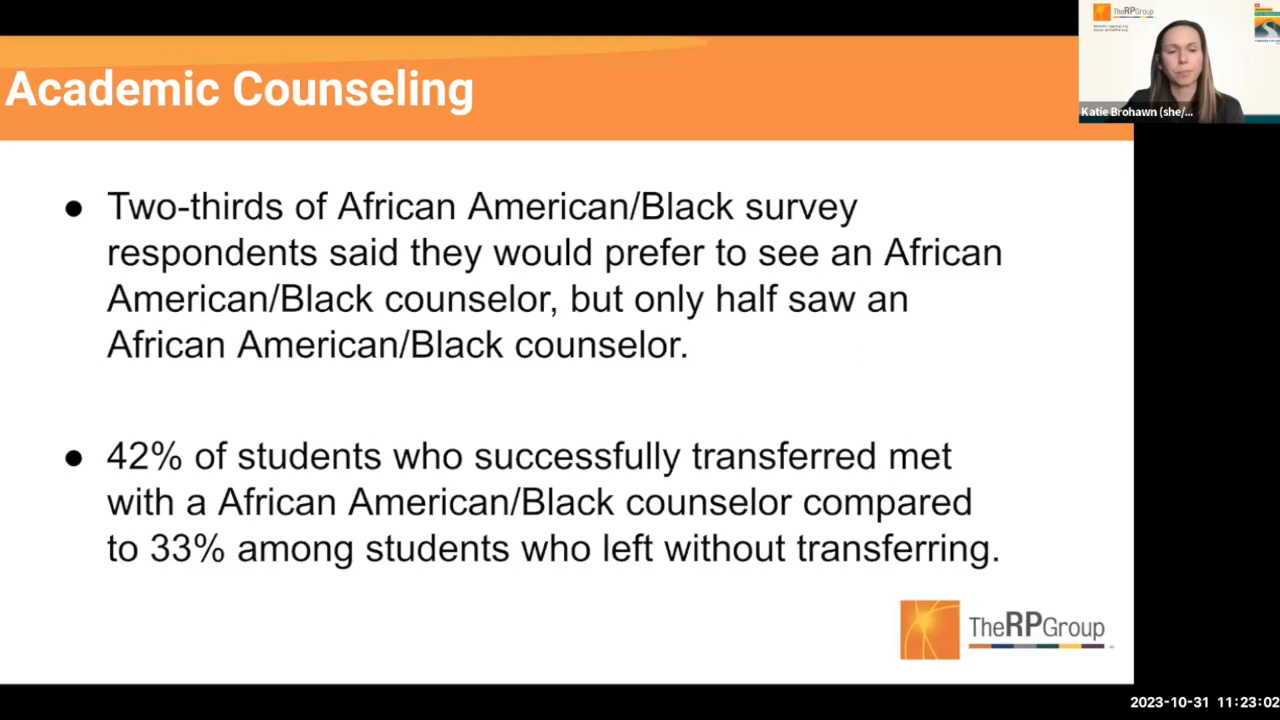 Academic Counseling
● Two-thirds of African American/Black survey
respondents said they would prefer to see an African
American/Black counselor, but only half saw an
African American/Black counselor.
● 42% of students who successfully transferred met
with a African American/Black counselor compared
to 33% among students who left without transferring.
TheRPGroup
TheRPGroup
Katie Brohawn (she/...
2023-10-31 11:23:02